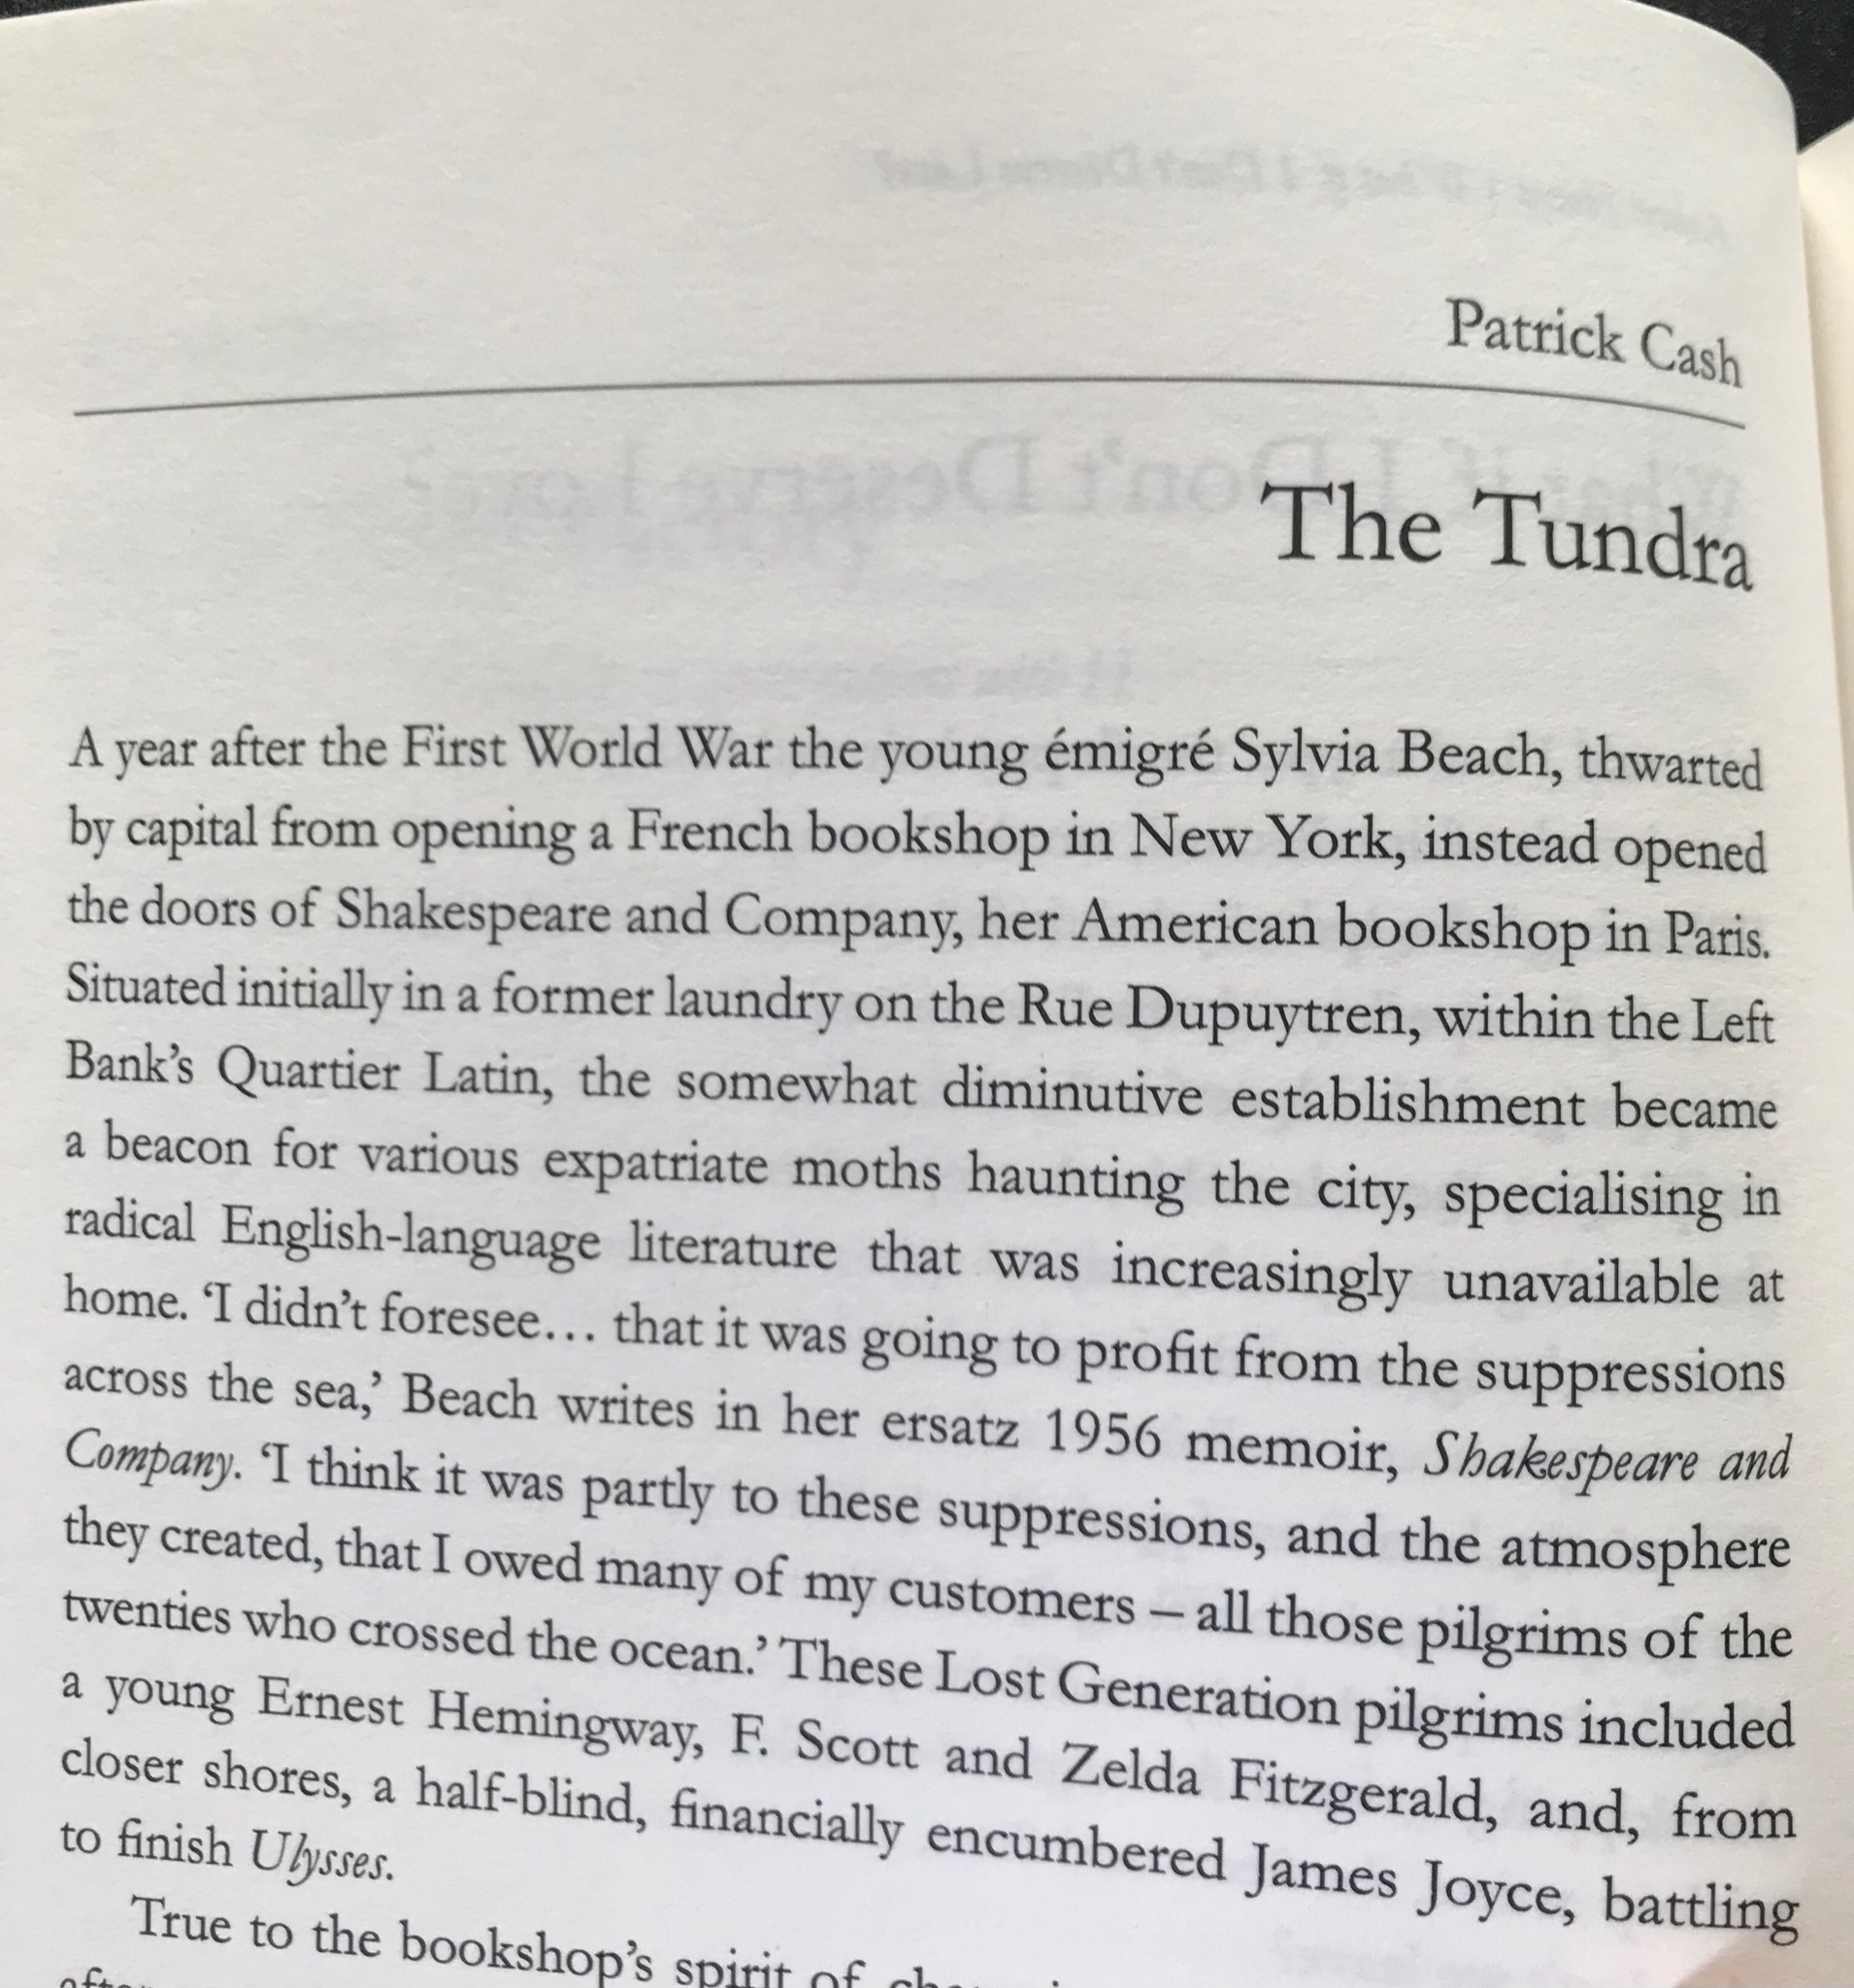 Patrick Cash
The Tundra
A year after the First World War the young émigré Sylvia Beach, thwarted
by capital from opening a French bookshop in New York, instead opened
the doors of Shakespeare and Company, her American bookshop in Paris.
Situated initially in a former laundry on the Rue Dupuytren, within the Left
Bank’s Quartier Latin, the somewhat diminutive establishment became
a beacon for various expatriate moths haunting the city, specialising in
radical English-language literature that was increasingly unavailable at
home. ‘I didn’t foresee… that it was going to profit from the suppressions
across the sea,’ Beach writes in her ersatz 1956 memoir, Shakespeare and
Company. ‘I think it was partly to these suppressions, and the atmosphere
they created, that I owed many of my customers – all those pilgrims of the
twenties who crossed the ocean.’ These Lost Generation pilgrims included
a young Ernest Hemingway, F. Scott and Zelda Fitzgerald, and, from
closer shores, a half-blind, financially encumbered James Joyce, battling
to finish Ulysses.
True to the bookshop’s spirit of